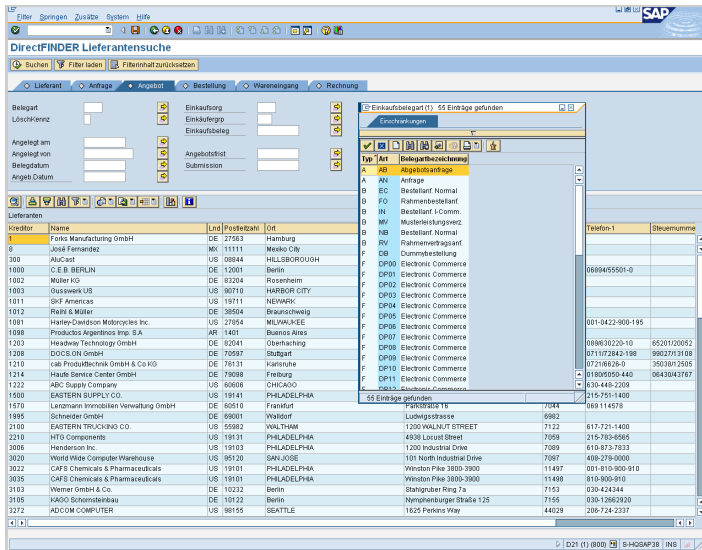 Filter Springen Zusätze System Hilfe
SAP
DirectFINDER Lieferantensuche
Suchen Filter laden Filterinhalt zurücksetzen
Lieferant Anfrage Angebot Bestellung Wareneingang Rechnung
Belegart Einkaufsorg
LöschKennz Einkäufergrp
Einkaufsbeleg
Angelegt am
Angelegt von Angebotsfrist
Belegdatum Submission
Angeb.Datum
Einkaufsbelegart (1) 55 Einträge gefunden
Einschränkungen
Typ Art Belegartbezeichnung
A AB Abgebotsanfrage
A AN Anfrage
B EC Bestellanf. Normal
B FO Rahmenbestellanf.
B IN Bestellanf. I-Comm.
B MV Musterleistungsverz.
B NB Bestellanf. Normal
B RV Rahmenvertragsanf.
F DB Dummybestellung
F DP00 Electronic Commerce
F DP01 Electronic Commerce
F DP02 Electronic Commerce
F DP03 Electronic Commerce
F DP04 Electronic Commerce
F DP05 Electronic Commerce
F DP06 Electronic Commerce
F DP07 Electronic Commerce
F DP08 Electronic Commerce
F DP09 Electronic Commerce
F DP10 Electronic Commerce
F DP11 Electronic Commerce
F DP12 Electronic Commerce
55 Einträge gefunden
Lieferanten
Kreditor Name Lnd Postleitzahl Ort Telefon-1 Steuernumme
1 Forks Manufacturing GmbH DE 27563 Hamburg
8 José Fernandez MX 11111 Mexiko City
300 AluCast US 08844 HILLSBOROUGH
1000 C.E.B. BERLIN DE 12001 Berlin 06894/55501-0
1002 Müller KG DE 83204 Rosenheim
1003 Gusswerk US US 90710 HARBOR CITY
1011 SKF Americas US 19711 NEWARK
1012 Reihl & Müller DE 38504 Braunschweig
1081 Harley-Davidson Motorcycles Inc. US 27854 MILWAUKEE 001-0422-900-195
1098 Productos Argentinos Imp. S.A AR 1401 Buenos Aires
1203 Headway Technology GmbH DE 82041 Oberhaching 089/630220-10 65201/20052
1208 DOCS.ON GmbH DE 70597 Stuttgart 0711/72842-198 99027/13108
1210 cab Produkttechnik GmbH & Co KG DE 76131 Karlsruhe 0721/6626-0 35038/12505
1214 Haufe Service Center GmbH DE 79098 Freiburg 0180/5050-440 06430/43767
1222 ABC Supply Company US 60606 CHICAGO 630-448-2209
1500 EASTERN SUPPLY CO. US 19141 PHILADELPHIA 215-751-1400
1570 Lenzmann Immobilien Verwaltung GmbH DE 60510 Frankfurt Parkstraße 16 7044 069 114578
1995 Schneider GmbH DE 69001 Walldorf Ludwigsstrasse 6982
2100 EASTERN TRUCKING CO. US 55982 WALTHAM 1200 WALNUT STREET 7122 617-721-1400
2210 HTG Components US 19131 PHILADELPHIA 4938 Locust Street 7059 215-783-6565
3006 Henderson Inc. US 19103 PHILADELPHIA 1200 Industrial Drive 7089 610-873-7833
3020 World Wide Computer Warehouse US 95120 SAN JOSE 101 North Industrial Drive 7097 408-279-0000
3022 CAFS Chemicals & Pharmaceuticals US 19101 PHILADELPHIA Winston Pike 3800-3900 11497 001-810-900-910
3035 CAFS Chemicals & Pharmaceuticals US 19101 PHILADELPHIA Winston Pike 3800-3900 11498 810-900-910
3103 Werner GmbH & Co. DE 10232 Berlin Stahlgruber Ring 7a 7153 030-424344
3105 KAGO Schornsteinbau DE 10122 Berlin Nymphenburger Straße 125 7155 030-12662920
3272 ADCOM COMPUTER US 98155 SEATTLE 1625 Perkins Way 44029 206-724-2337
D21 (1) (800) S-HQSAP38 INS